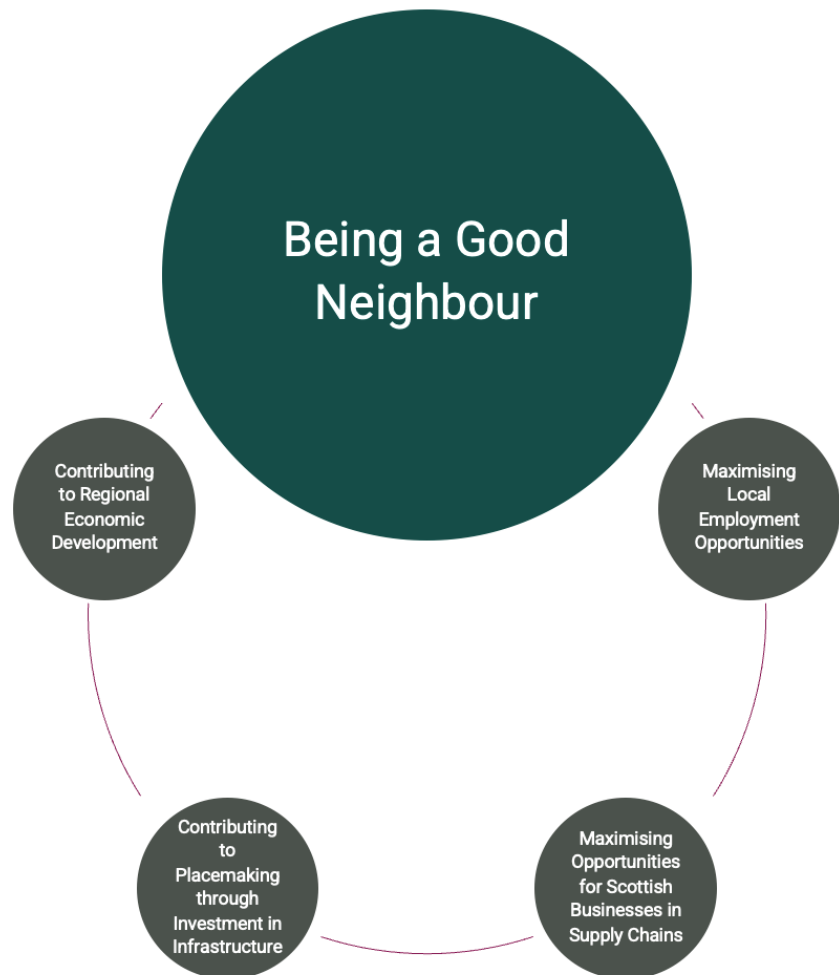 Being a Good
Neighbour
Contributing
to Regional
Economic
Development
Maximising
Local
Employment
Opportunities
Contributing
to
Placemaking
through
Investment in
Infrastructure
Maximising
Opportunities
for Scottish
Businesses in
Supply Chains